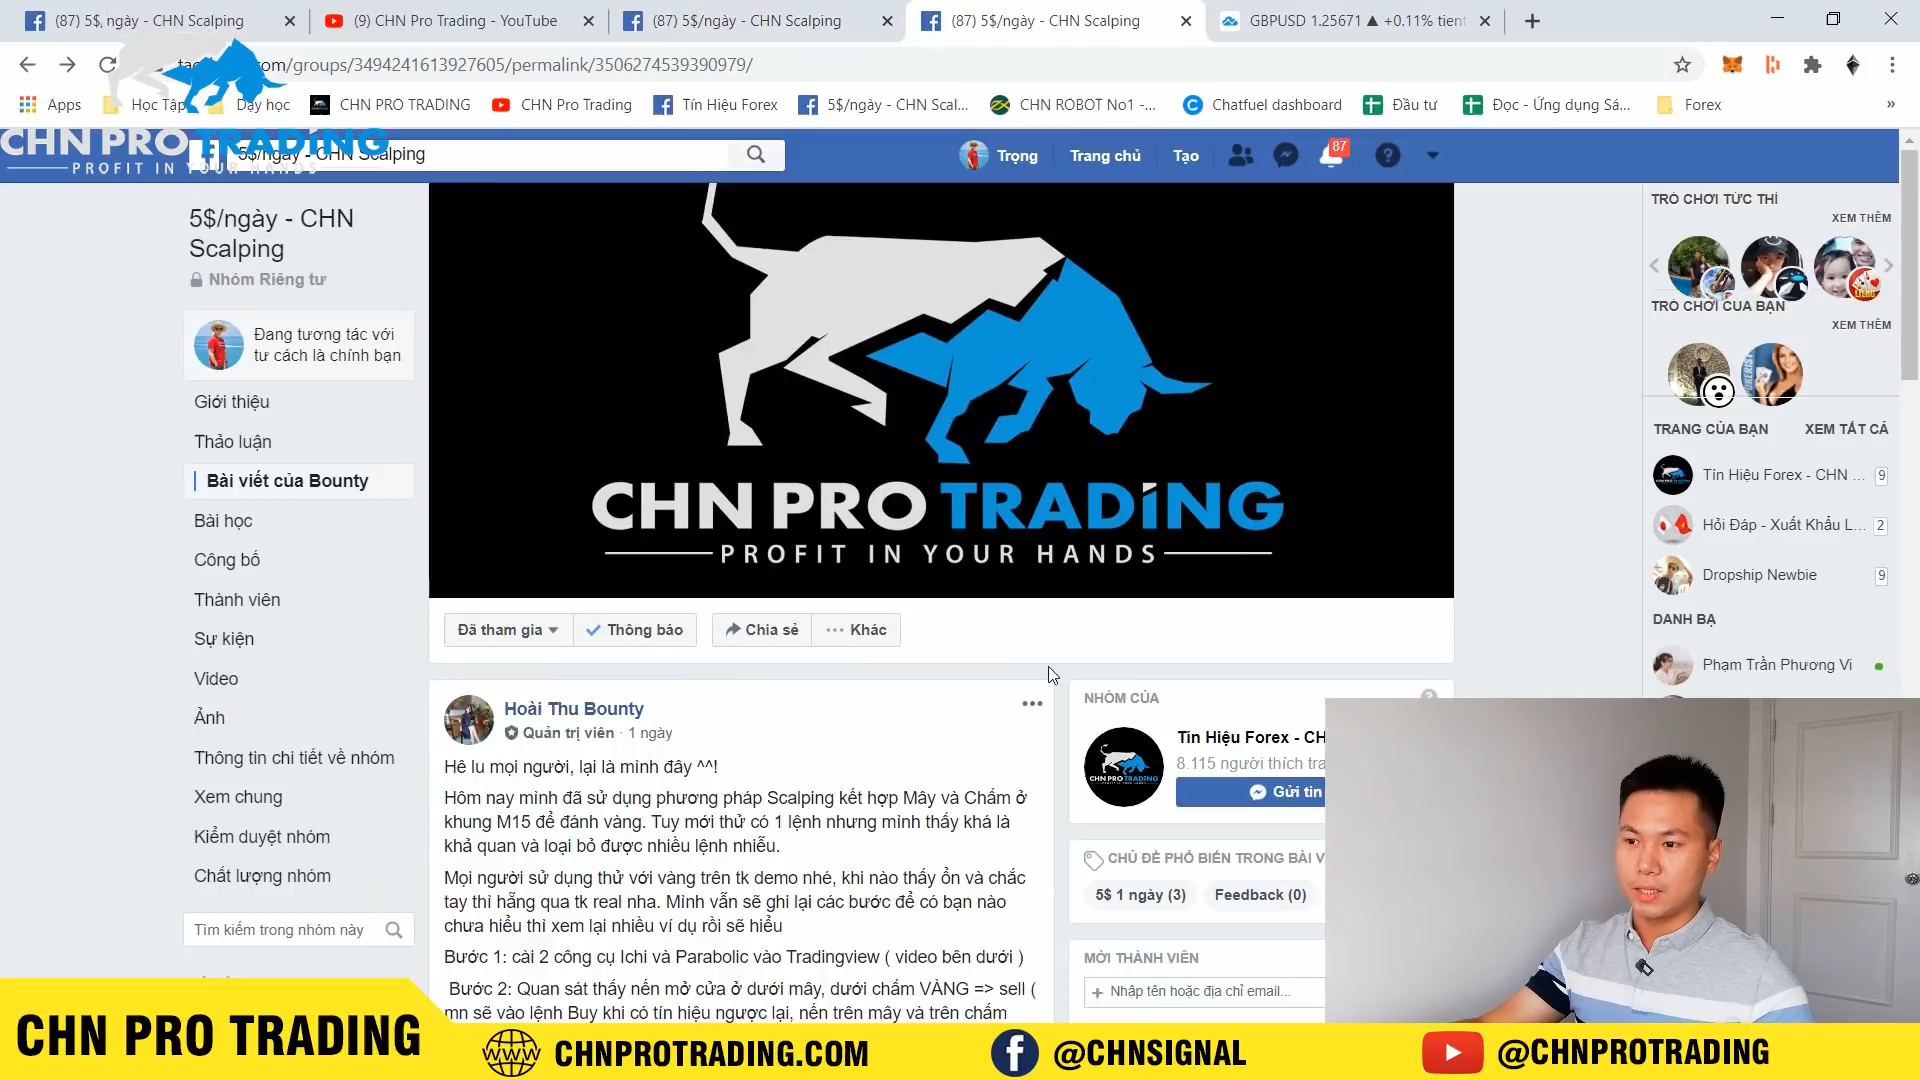 (87) 5$, ngày - CHN Scalping
(9) CHN Pro Trading - YouTube
(87) 5$/ngày - CHN Scalping
(87) 5$/ngày - CHN Scalping
GBPUSD 1.25671 ▲ +0.11%
om/groups/3494241613927605/permalink/3506274539390979/
Apps
Học Tập
Dạy học
CHN PRO TRADING
CHN Pro Trading
Tín Hiệu Forex
5$/ngày - CHN Scal...
CHN ROBOT No1 -...
Chatfuel dashboard
Đầu tư
Đọc - Ứng dụng Sá...
Forex
»
CHN PRO TRADING
PROFIT IN YOUR HANDS
5$/ngày - CHN Scalping
Trọng
Trang chủ
Tạo
87
5$/ngày - CHN
Scalping
Nhóm Riêng tư
Đang tương tác với
tư cách là chính bạn
Giới thiệu
Thảo luận
Bài viết của Bounty
Bài học
Công bố
Thành viên
Sự kiện
Video
Ảnh
Thông tin chi tiết về nhóm
Xem chung
Kiểm duyệt nhóm
Chất lượng nhóm
Tìm kiếm trong nhóm này
CHN PRO TRADING
PROFIT IN YOUR HANDS
Đã tham gia
Thông báo
Chia sẻ
Khác
Hoài Thu Bounty
Quản trị viên · 1 ngày
Hê lu mọi người, lại là mình đây ^^!
Hôm nay mình đã sử dụng phương pháp Scalping kết hợp Mây và Chấm ở
khung M15 để đánh vàng. Tuy mới thử có 1 lệnh nhưng mình thấy khá là
khả quan và loại bỏ được nhiều lệnh nhiễu.
Mọi người sử dụng thử với vàng trên tk demo nhé, khi nào thấy ổn và chắc
tay thì hẵng qua tk real nha. Mình vẫn sẽ ghi lại các bước để có bạn nào
chưa hiểu thì xem lại nhiều ví dụ rồi sẽ hiểu
Bước 1: cài 2 công cụ Ichi và Parabolic vào Tradingview ( video bên dưới )
Bước 2: Quan sát thấy nến mở cửa ở dưới mây, dưới chấm VÀNG => sell (
mn sẽ vào lệnh Buy khi có tín hiệu ngược lại, nến trên mây và trên chấm
NHÓM CỦA
Tín Hiệu Forex - CH
CHN PRO TRADING
8.115 người thích tra
Gửi tin
CHỦ ĐỀ PHỔ BIẾN TRONG BÀI V
5$ 1 ngày (3)
Feedback (0)
MỜI THÀNH VIÊN
+ Nhập tên hoặc địa chỉ email...
TRÒ CHƠI TỨC THÌ
XEM THÊM
TRÒ CHƠI CỦA BẠN
XEM THÊM
TRANG CỦA BẠN
XEM TẤT CẢ
Tín Hiệu Forex - CHN ...
9
Hỏi Đáp - Xuất Khẩu L...
2
Dropship Newbie
9
DANH BẠ
Phạm Trần Phương Vi
CHN PRO TRADING
WWW
CHNPROTRADING.COM
@CHNSIGNAL
@CHNPROTRADING